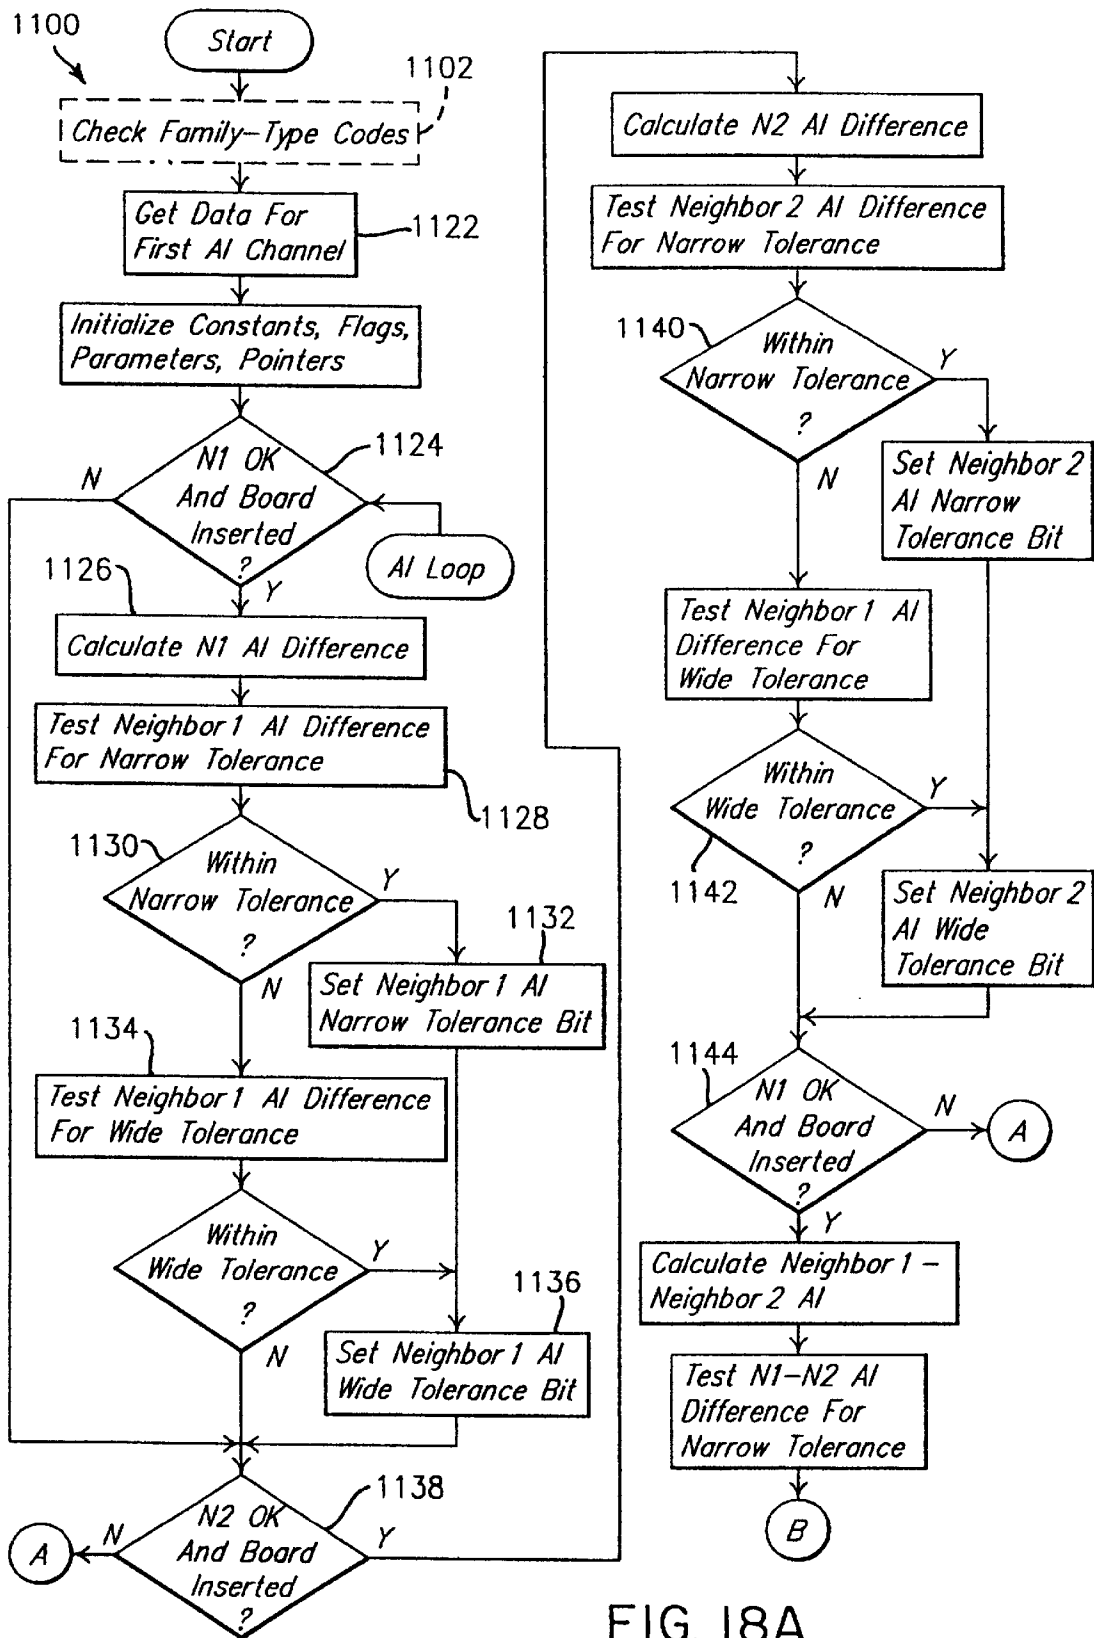 1100
Start
1102
Check Family-Type Codes
Get Data For
First AI Channel
1122
Initialize Constants, Flags,
Parameters, Pointers
N1 OK
And Board
Inserted
?
1124
N
Y
AI Loop
1126
Calculate N1 AI Difference
Test Neighbor 1 AI Difference
For Narrow Tolerance
1128
1130
Within
Narrow Tolerance
?
Y
N
1132
Set Neighbor 1 AI
Narrow Tolerance Bit
1134
Test Neighbor 1 AI Difference
For Wide Tolerance
Within
Wide Tolerance
?
Y
N
1136
Set Neighbor 1 AI
Wide Tolerance Bit
1138
N2 OK
And Board
Inserted
?
N
A
Y
Calculate N2 AI Difference
Test Neighbor 2 AI Difference
For Narrow Tolerance
1140
Within
Narrow Tolerance
?
Y
N
Set Neighbor 2
AI Narrow
Tolerance Bit
Test Neighbor 1 AI
Difference For
Wide Tolerance
Within
Wide Tolerance
?
Y
1142
N
Set Neighbor 2
AI Wide
Tolerance Bit
1144
N1 OK
And Board
Inserted
?
N
A
Y
Calculate Neighbor 1 -
Neighbor 2 AI
Test N1-N2 AI
Difference For
Narrow Tolerance
B
FIG 18A